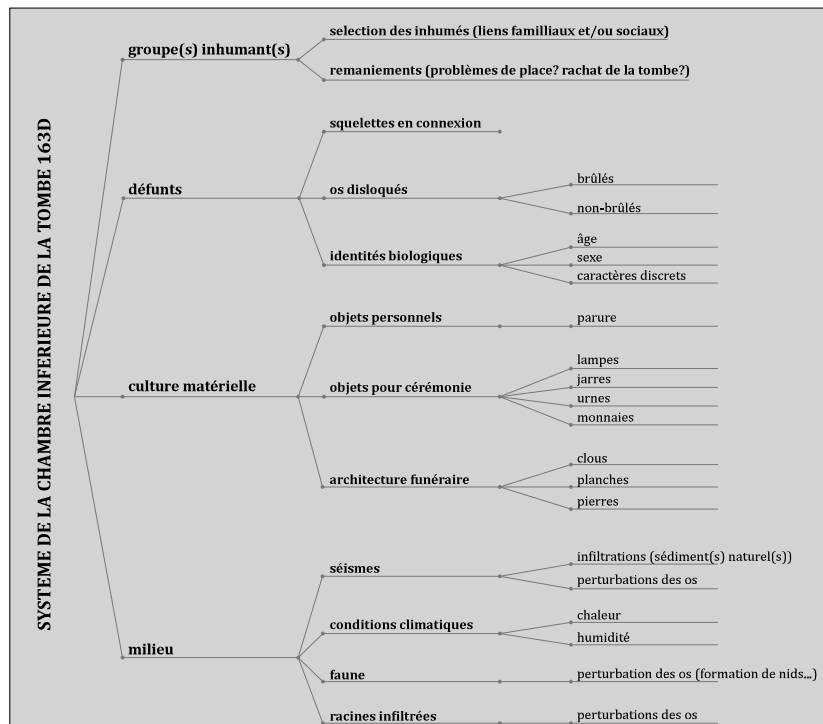 SYSTEME DE LA CHAMBRE INFERIEURE DE LA TOMBE 163D
groupe(s) inhumant(s)
selection des inhumés (liens familliaux et/ou sociaux)
remaniements (problèmes de place? rachat de la tombe?)
défunts
squelettes en connexion
os disloqués
brûlés
non-brûlés
identités biologiques
âge
sexe
caractères discrets
culture matérielle
objets personnels
parure
objets pour cérémonie
lampes
jarres
urnes
monnaies
architecture funéraire
clous
planches
pierres
milieu
séismes
infiltrations (sédiment(s) naturel(s))
perturbations des os
conditions climatiques
chaleur
humidité
faune
perturbation des os (formation de nids...)
racines infiltrées
perturbations des os